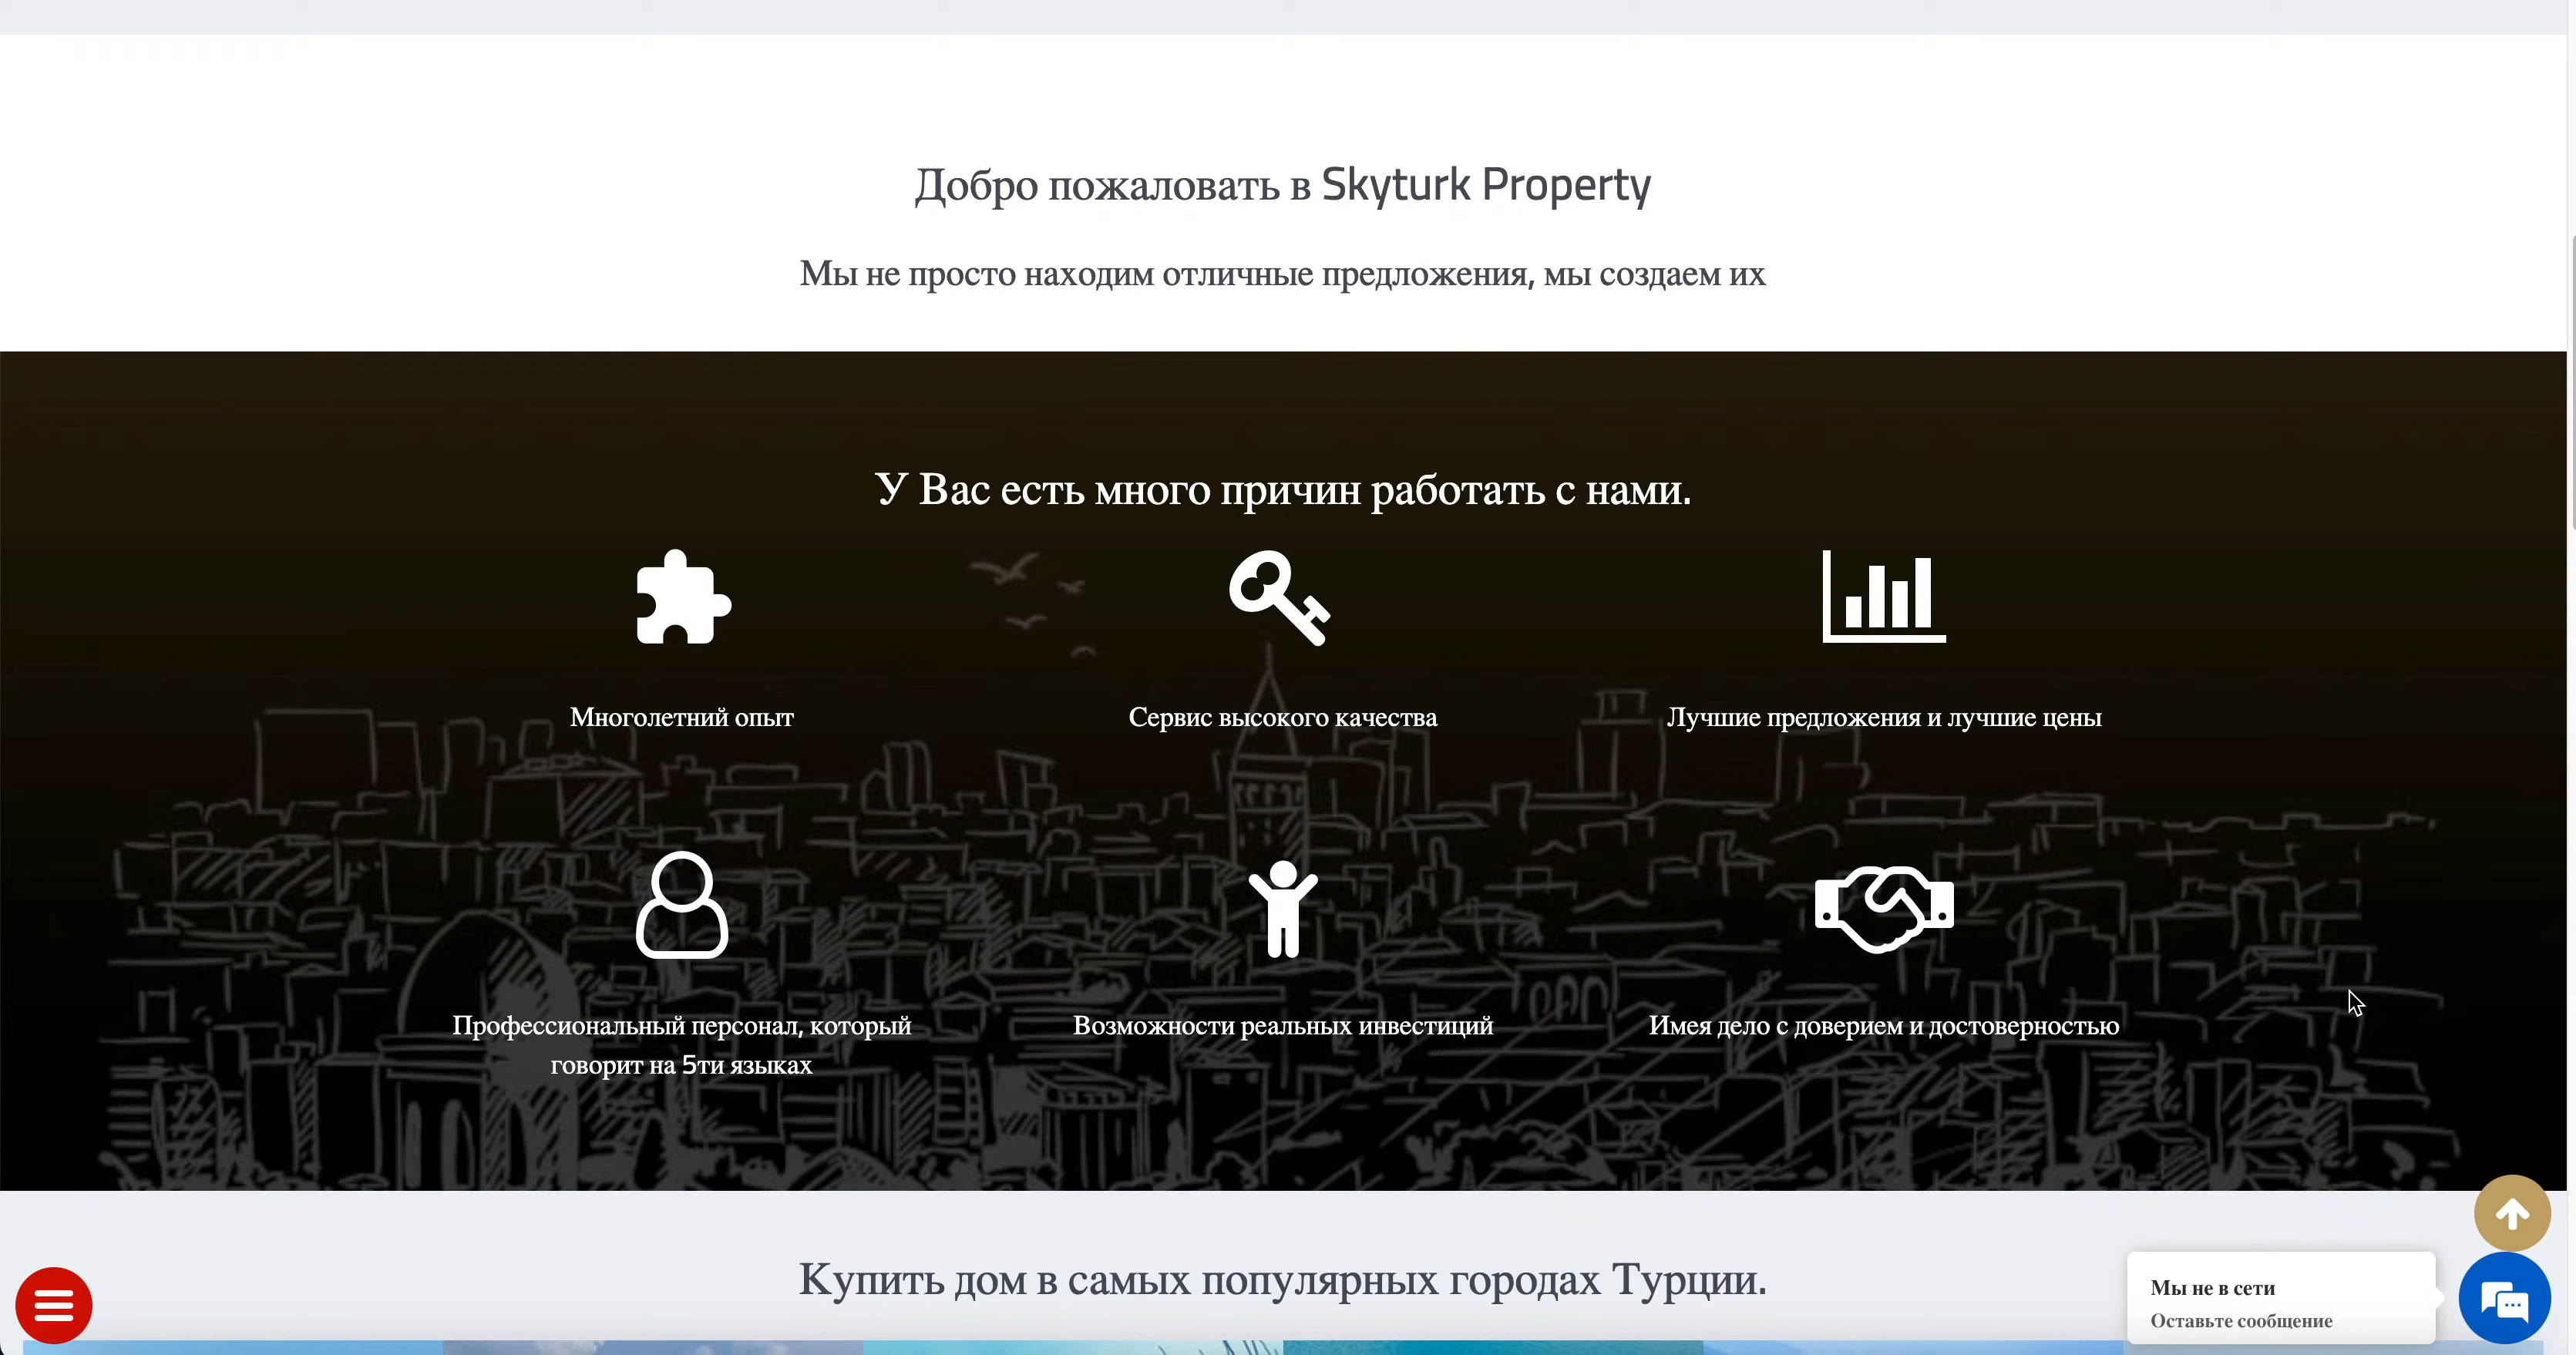 Добро пожаловать в Skyturk Property
Мы не просто находим отличные предложения, мы создаем их
У Вас есть много причин работать с нами.
Многолетний опыт
Сервис высокого качества
Лучшие предложения и лучшие цены
Профессиональный персонал, который
говорит на 5ти языках
Возможности реальных инвестиций
Имея дело с доверием и достоверностью
Купить дом в самых популярных городах Турции.
Мы не в сети
Оставьте сообщение